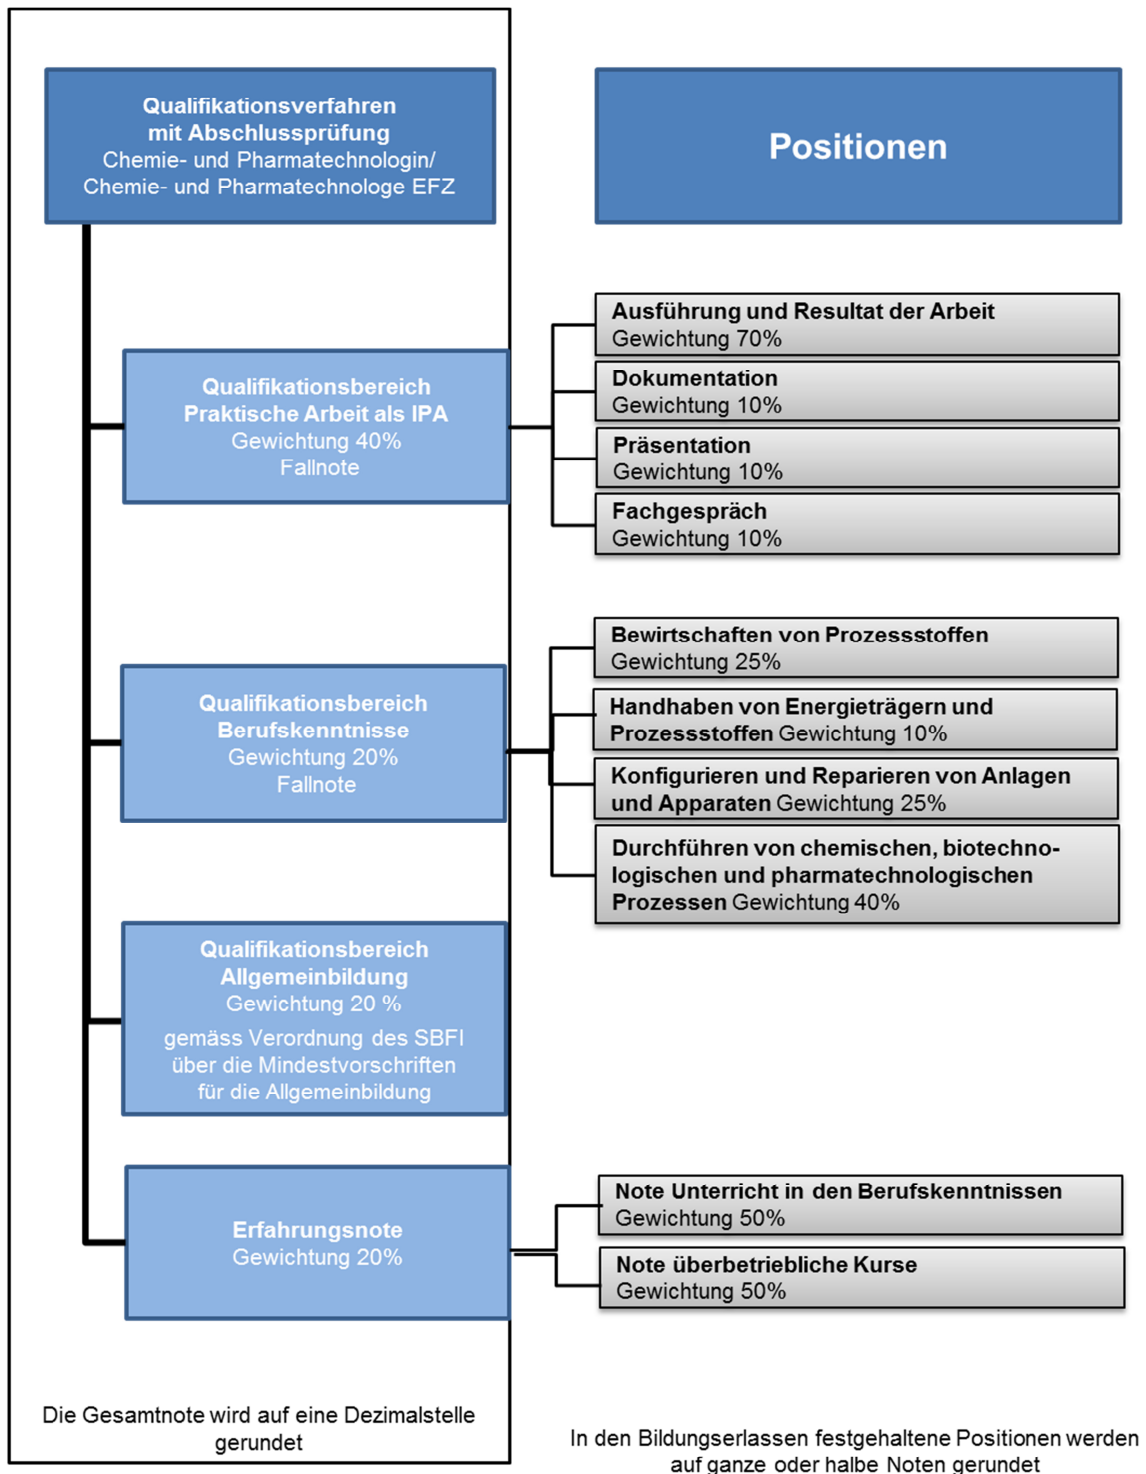 Qualifikationsverfahren
mit Abschlussprüfung
Chemie- und Pharmatechnologin/
Chemie- und Pharmatechnologe EFZ
Positionen
Qualifikationsbereich
Praktische Arbeit als IPA
Gewichtung 40%
Fallnote
Ausführung und Resultat der Arbeit
Gewichtung 70%
Dokumentation
Gewichtung 10%
Präsentation
Gewichtung 10%
Fachgespräch
Gewichtung 10%
Qualifikationsbereich
Berufskenntnisse
Gewichtung 20%
Fallnote
Bewirtschaften von Prozessstoffen
Gewichtung 25%
Handhaben von Energieträgern und
Prozessstoffen Gewichtung 10%
Konfigurieren und Reparieren von Anlagen
und Apparaten Gewichtung 25%
Durchführen von chemischen, biotechno-
logischen und pharmatechnologischen
Prozessen Gewichtung 40%
Qualifikationsbereich
Allgemeinbildung
Gewichtung 20 %
gemäss Verordnung des SBFI
über die Mindestvorschriften
für die Allgemeinbildung
Erfahrungsnote
Gewichtung 20%
Note Unterricht in den Berufskenntnissen
Gewichtung 50%
Note überbetriebliche Kurse
Gewichtung 50%
Die Gesamtnote wird auf eine Dezimalstelle
gerundet
In den Bildungserlassen festgehaltene Positionen werden
auf ganze oder halbe Noten gerundet